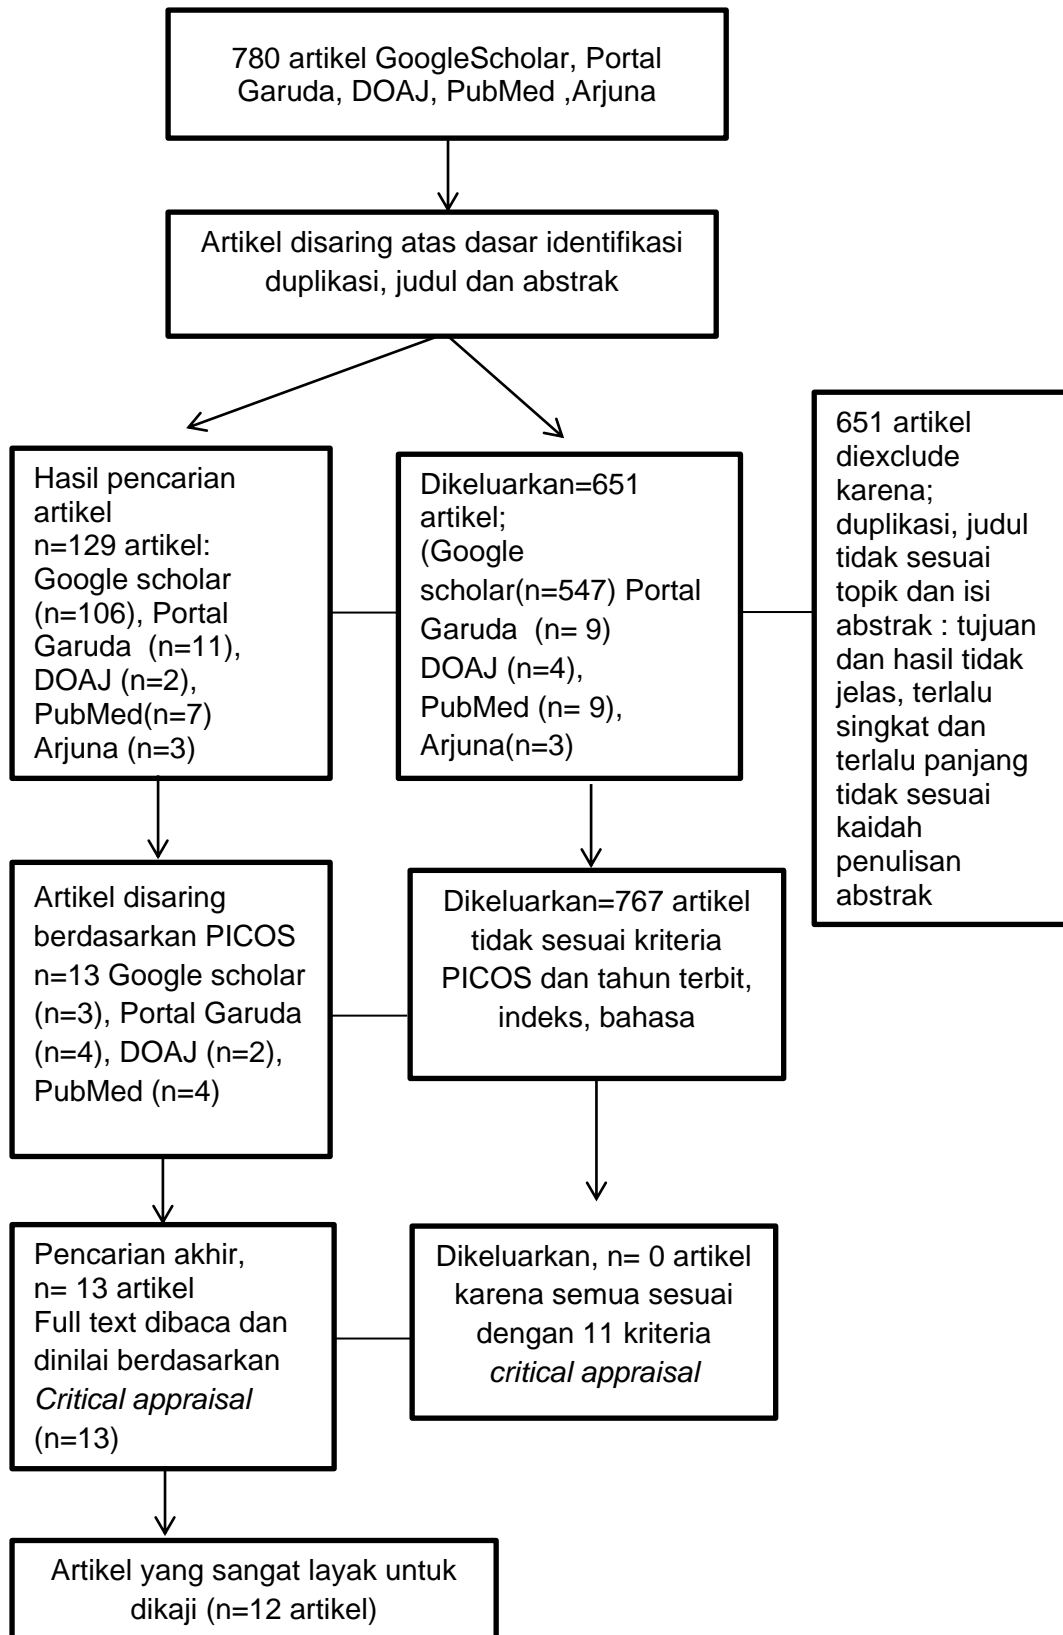 780 artikel GoogleScholar, Portal
Garuda, DOAJ, PubMed ,Arjuna
Artikel disaring atas dasar identifikasi
duplikasi, judul dan abstrak
Hasil pencarian
artikel
n=129 artikel:
Google scholar
(n=106), Portal
Garuda (n=11),
DOAJ (n=2),
PubMed(n=7)
Arjuna (n=3)
Dikeluarkan=651
artikel;
(Google
scholar(n=547) Portal
Garuda (n= 9)
DOAJ (n=4),
PubMed (n= 9),
Arjuna(n=3)
651 artikel
diexclude
karena;
duplikasi, judul
tidak sesuai
topik dan isi
abstrak : tujuan
dan hasil tidak
jelas, terlalu
singkat dan
terlalu panjang
tidak sesuai
kaidah
penulisan
abstrak
Artikel disaring
berdasarkan PICOS
n=13 Google scholar
(n=3), Portal Garuda
(n=4), DOAJ (n=2),
PubMed (n=4)
Dikeluarkan=767 artikel
tidak sesuai kriteria
PICOS dan tahun terbit,
indeks, bahasa
Pencarian akhir,
n= 13 artikel
Full text dibaca dan
dinilai berdasarkan
Critical appraisal
(n=13)
Dikeluarkan, n= 0 artikel
karena semua sesuai
dengan 11 kriteria
critical appraisal
Artikel yang sangat layak untuk
dikaji (n=12 artikel)